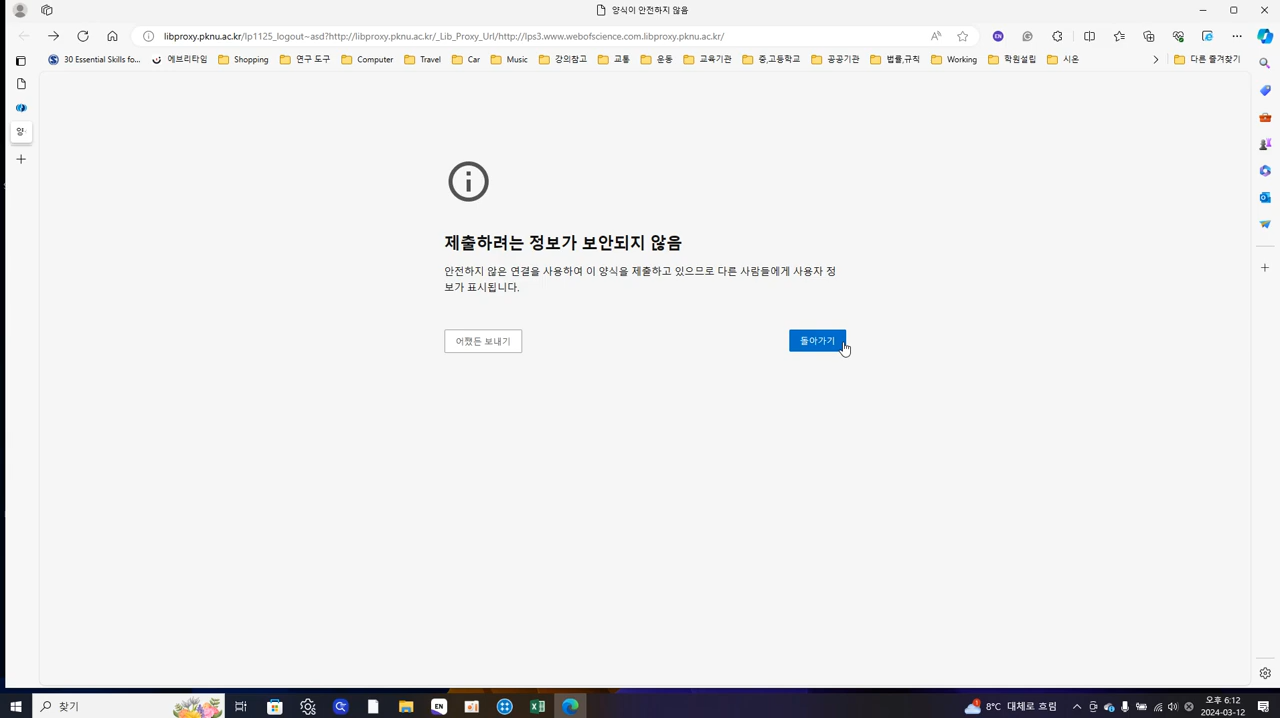 양식이 안전하지 않음
libproxy.pknu.ac.kr/lp1125_logout~asd?http://libproxy.pknu.ac.kr/_Lib_Proxy_Url/http://lps3.www.webofscience.com.libproxy.pknu.ac.kr/
30 Essential Skills fo... 에브리타임 Shopping 연구 도구 Computer Travel Car Music 강의참고 교통 운동 중,고등학교 교육기관 공공기관 법률,규칙 Working 학원설립 시온 다른 즐겨찾기
양
제출하려는 정보가 보안되지 않음
안전하지 않은 연결을 사용하여 이 양식을 제출하고 있으므로 다른 사람들에게 사용자 정
보가 표시됩니다.
어쨌든 보내기 돌아가기
찾기 EN 8°C 대체로 흐림 오후 6:12
2024-03-12